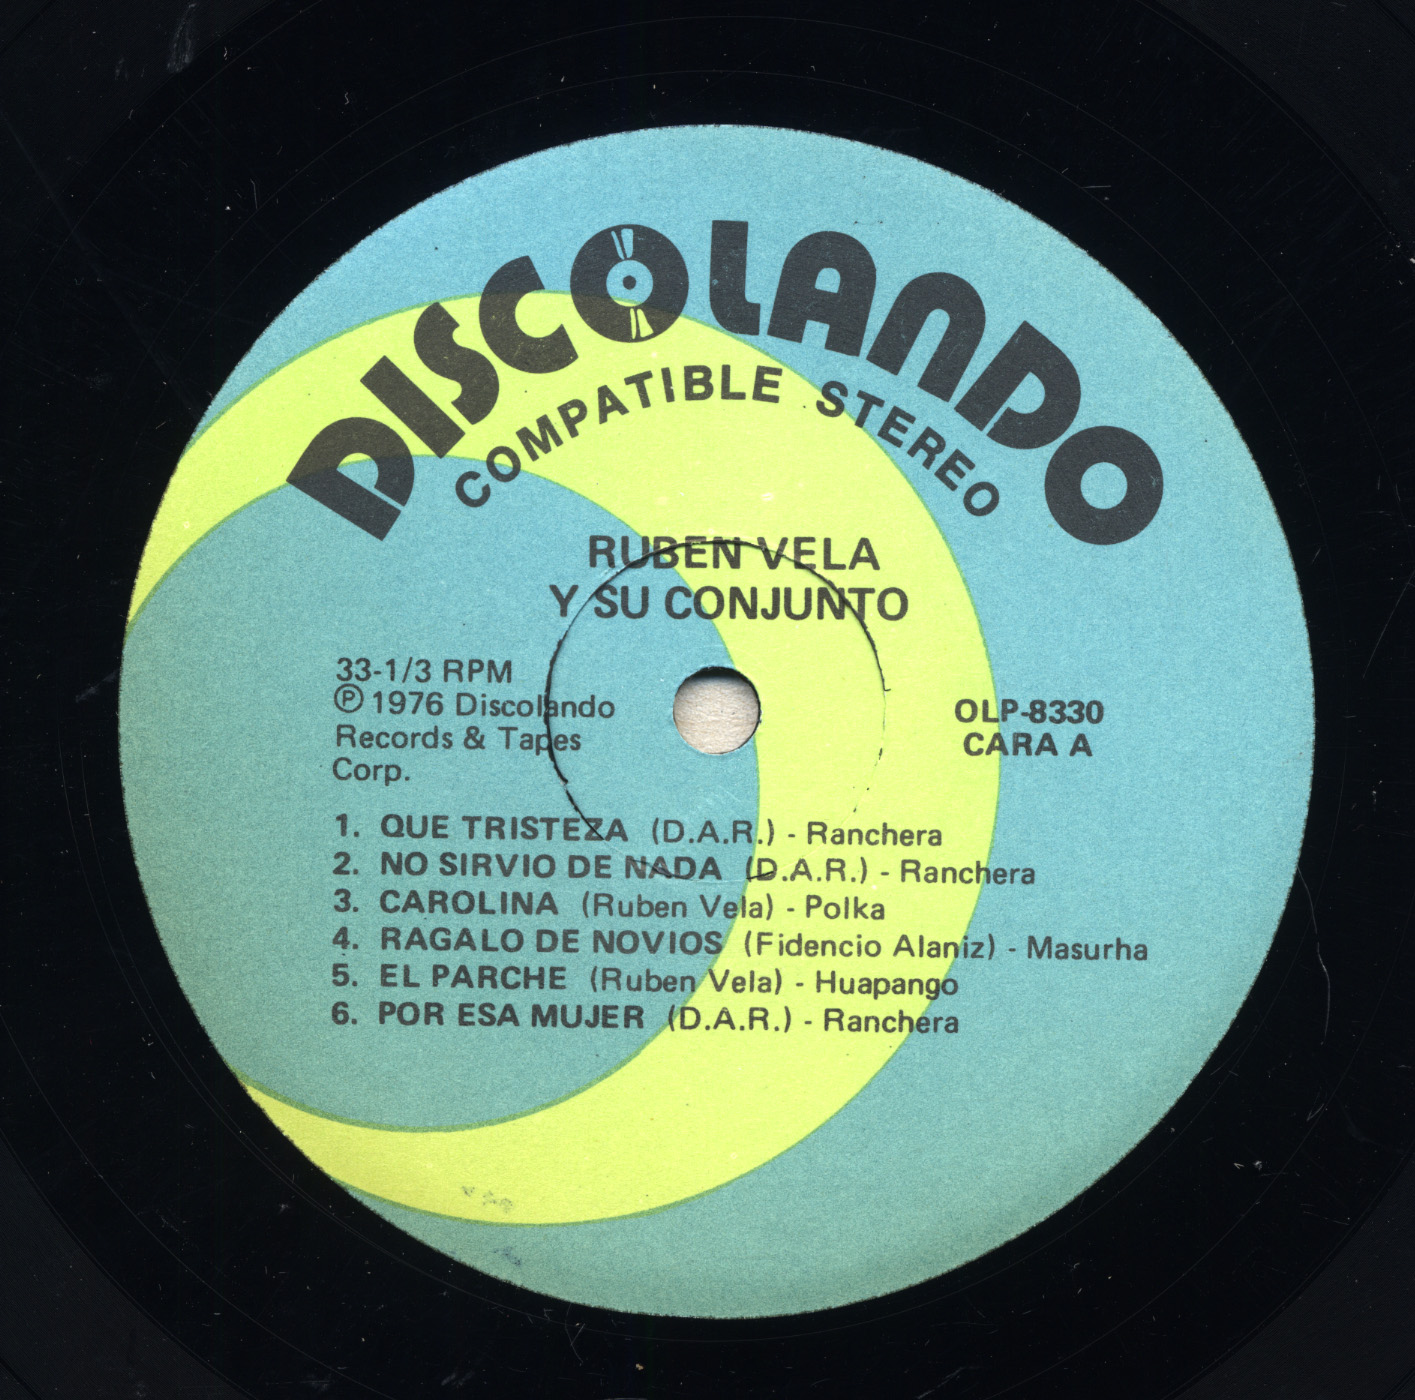 DISCOLANDO
COMPATIBLE STEREO
RUBEN VELA
Y SU CONJUNTO
33-1/3 RPM
℗ 1976 Discolando
Records & Tapes
Corp.
OLP-8330
CARA A
1. QUE TRISTEZA (D.A.R.) - Ranchera
2. NO SIRVIO DE NADA (D.A.R.) - Ranchera
3. CAROLINA (Ruben Vela) - Polka
4. RAGALO DE NOVIOS (Fidencio Alaniz) - Masurha
5. EL PARCHE (Ruben Vela) - Huapango
6. POR ESA MUJER (D.A.R.) - Ranchera